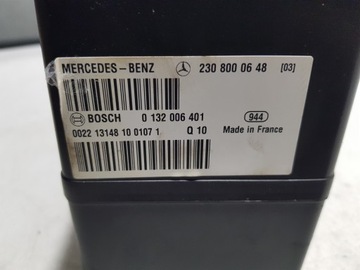 MERCEDES-BENZ 230 800 06 48 [03]
BOSCH 0 132 006 401 944
0022 13148 10 0107 1 Q 10 Made in France